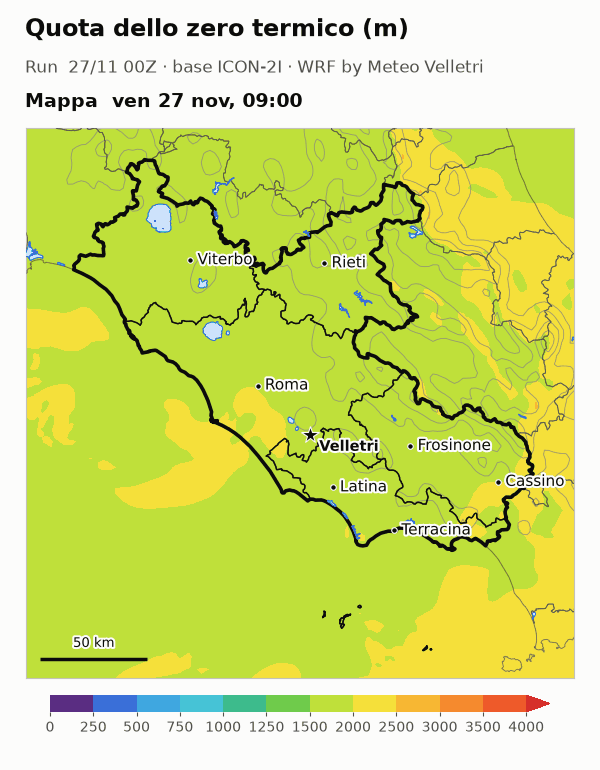 Quota dello zero termico (m)
Run  27/11 00Z · base ICON-2I · WRF by Meteo Velletri
Mappa  ven 27 nov, 09:00
Viterbo
Rieti
Roma
Velletri
Frosinone
Cassino
Latina
Terracina
50 km
0 250 500 750 1000 1250 1500 2000 2500 3000 3500 4000